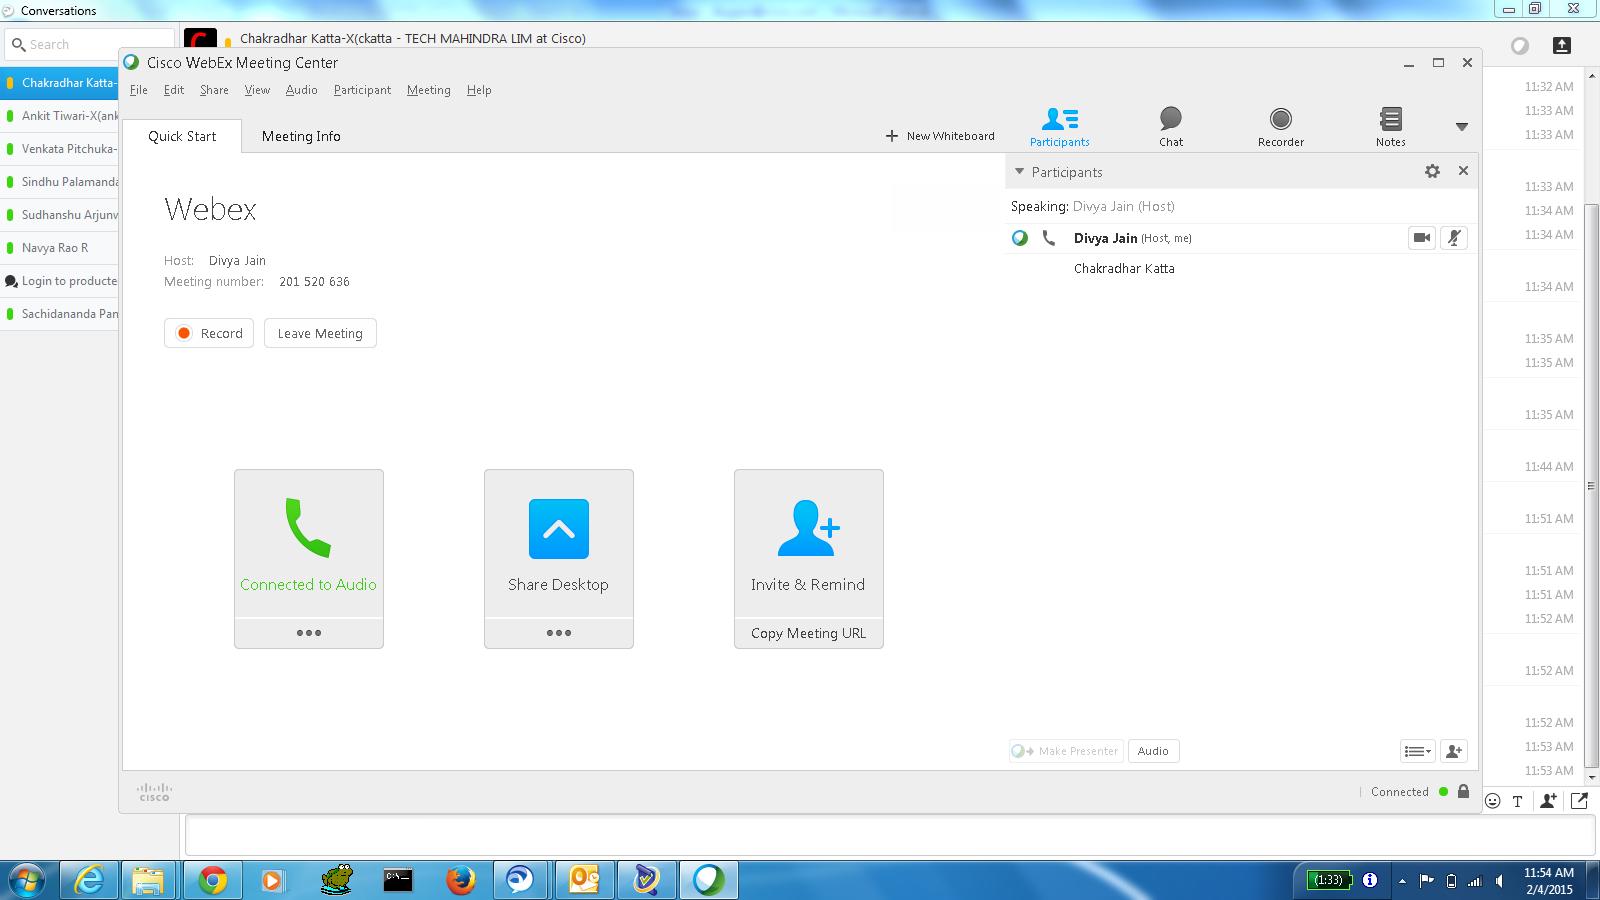 Conversations
Search
Chakradhar Katta-X(ckatta - TECH MAHINDRA LIM at Cisco)
Chakradhar Katta-
Ankit Tiwari-X(ank
Venkata Pitchuka-
Sindhu Palamanda
Sudhanshu Arjunw
Navya Rao R
Login to producte
Sachidananda Pan
Cisco WebEx Meeting Center
File Edit Share View Audio Participant Meeting Help
Quick Start Meeting Info
New Whiteboard
Participants Chat Recorder Notes
Webex
Host: Divya Jain
Meeting number: 201 520 636
Record Leave Meeting
Connected to Audio
Share Desktop
Invite & Remind
Copy Meeting URL
Participants
Speaking: Divya Jain (Host)
Divya Jain (Host, me)
Chakradhar Katta
Make Presenter Audio
CISCO
Connected
11:32 AM
11:33 AM
11:33 AM
11:33 AM
11:34 AM
11:34 AM
11:34 AM
11:35 AM
11:35 AM
11:35 AM
11:44 AM
11:51 AM
11:51 AM
11:51 AM
11:52 AM
11:52 AM
11:52 AM
11:53 AM
11:53 AM
T
(1:33)
11:54 AM
2/4/2015